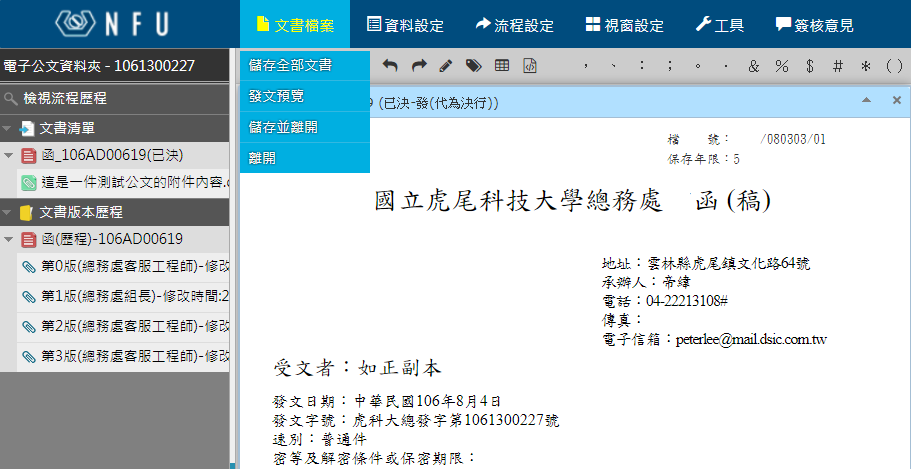 NFU
文書檔案 資料設定 流程設定 視窗設定 工具 簽核意見
電子公文資料夾 - 1061300227
檢視流程歷程
文書清單
函_106AD00619(已決)
這是一件測試公文的附件內容.
文書版本歷程
函(歷程)-106AD00619
第0版(總務處客服工程師)-修改
第1版(總務處組長)-修改時間:2
第2版(總務處客服工程師)-修改
第3版(總務處客服工程師)-修改
儲存全部文書
發文預覽
儲存並離開
離開
, 、 : ; 。 · & % $ # * ( )
9 (已決-發(代為決行))
檔 號: /080303/01
保存年限:5
國立虎尾科技大學總務處 函(稿)
地址:雲林縣虎尾鎮文化路64號
承辦人:帝緯
電話:04-22213108#
傳真:
電子信箱:peterlee@mail.dsic.com.tw
受文者:如正副本
發文日期:中華民國106年8月4日
發文字號:虎科大總發字第1061300227號
速別:普通件
密等及解密條件或保密期限: